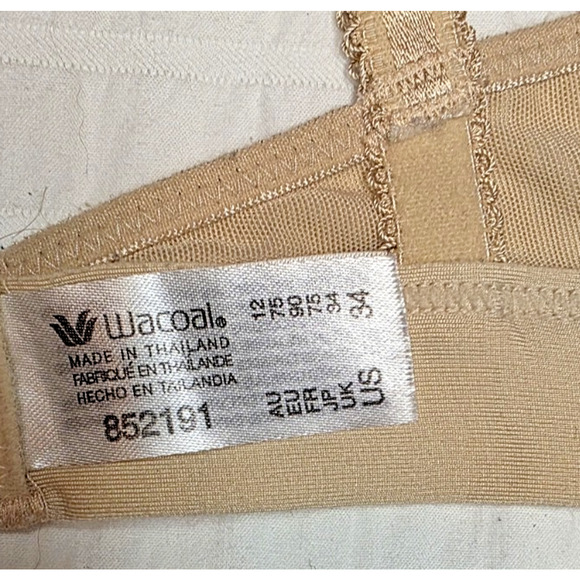 Wacoal®
MADE IN THAILAND
FABRIQUÉ EN THAÏLANDE
HECHO EN TAILANDIA
852191
AU 12
EU 75
FR 90
JP 75
UK 34
US 34